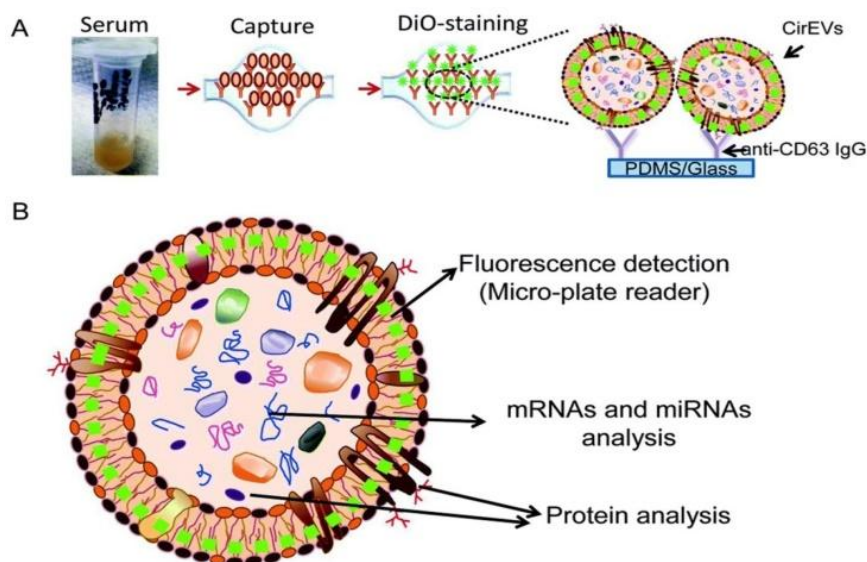 A
Serum
Capture
DiO-staining
CirEVs
anti-CD63 IgG
PDMS/Glass
B
Fluorescence detection
(Micro-plate reader)
mRNAs and miRNAs
analysis
Protein analysis